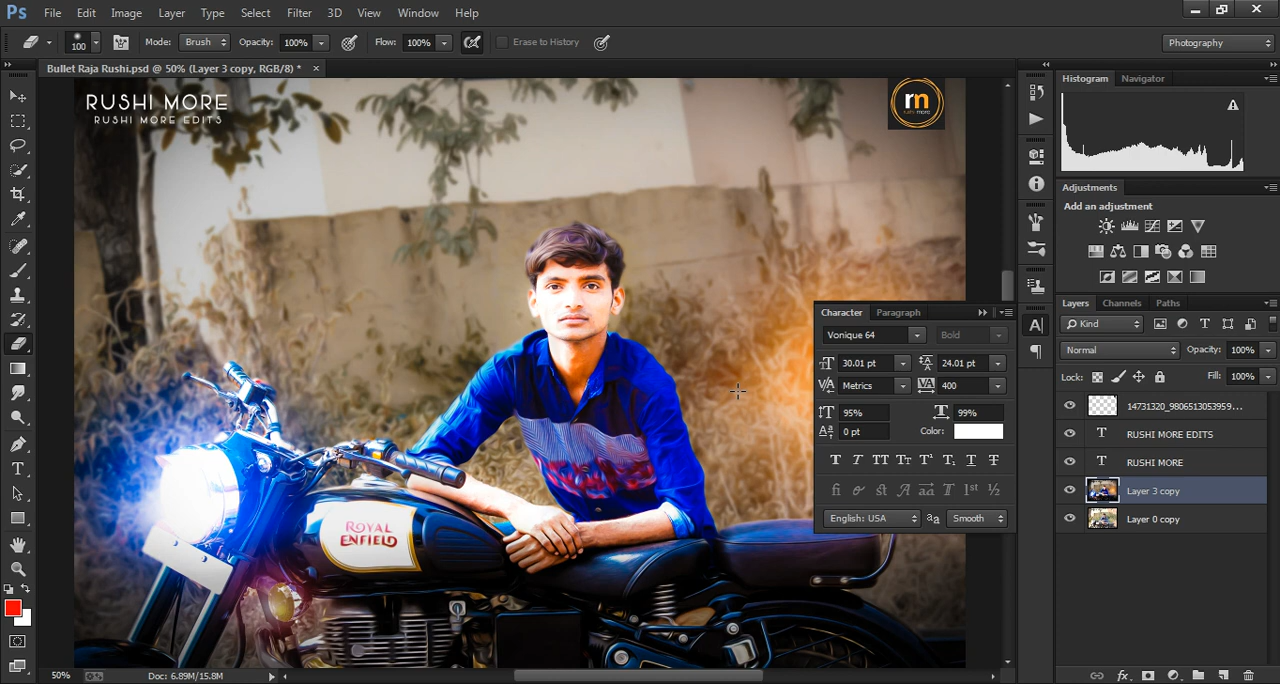 Ps File Edit Image Layer Type Select Filter 3D View Window Help
100 Mode: Brush Opacity: 100% Flow: 100% Erase to History Photography
Bullet Raja Rushi.psd @ 50% (Layer 3 copy, RGB/8) * ×
RUSHI MORE
RUSHI MORE EDITS
rn
ROYAL
ENFIELD
Character Paragraph
Vonique 64 Bold
30.01 pt 24.01 pt
Metrics 400
95% 99%
0 pt Color:
English: USA Smooth
Histogram Navigator
Adjustments
Add an adjustment
Layers Channels Paths
Kind
Normal Opacity: 100%
Lock: Fill: 100%
14731320_9806513053959...
RUSHI MORE EDITS
RUSHI MORE
Layer 3 copy
Layer 0 copy
50% Doc: 6.89M/15.8M